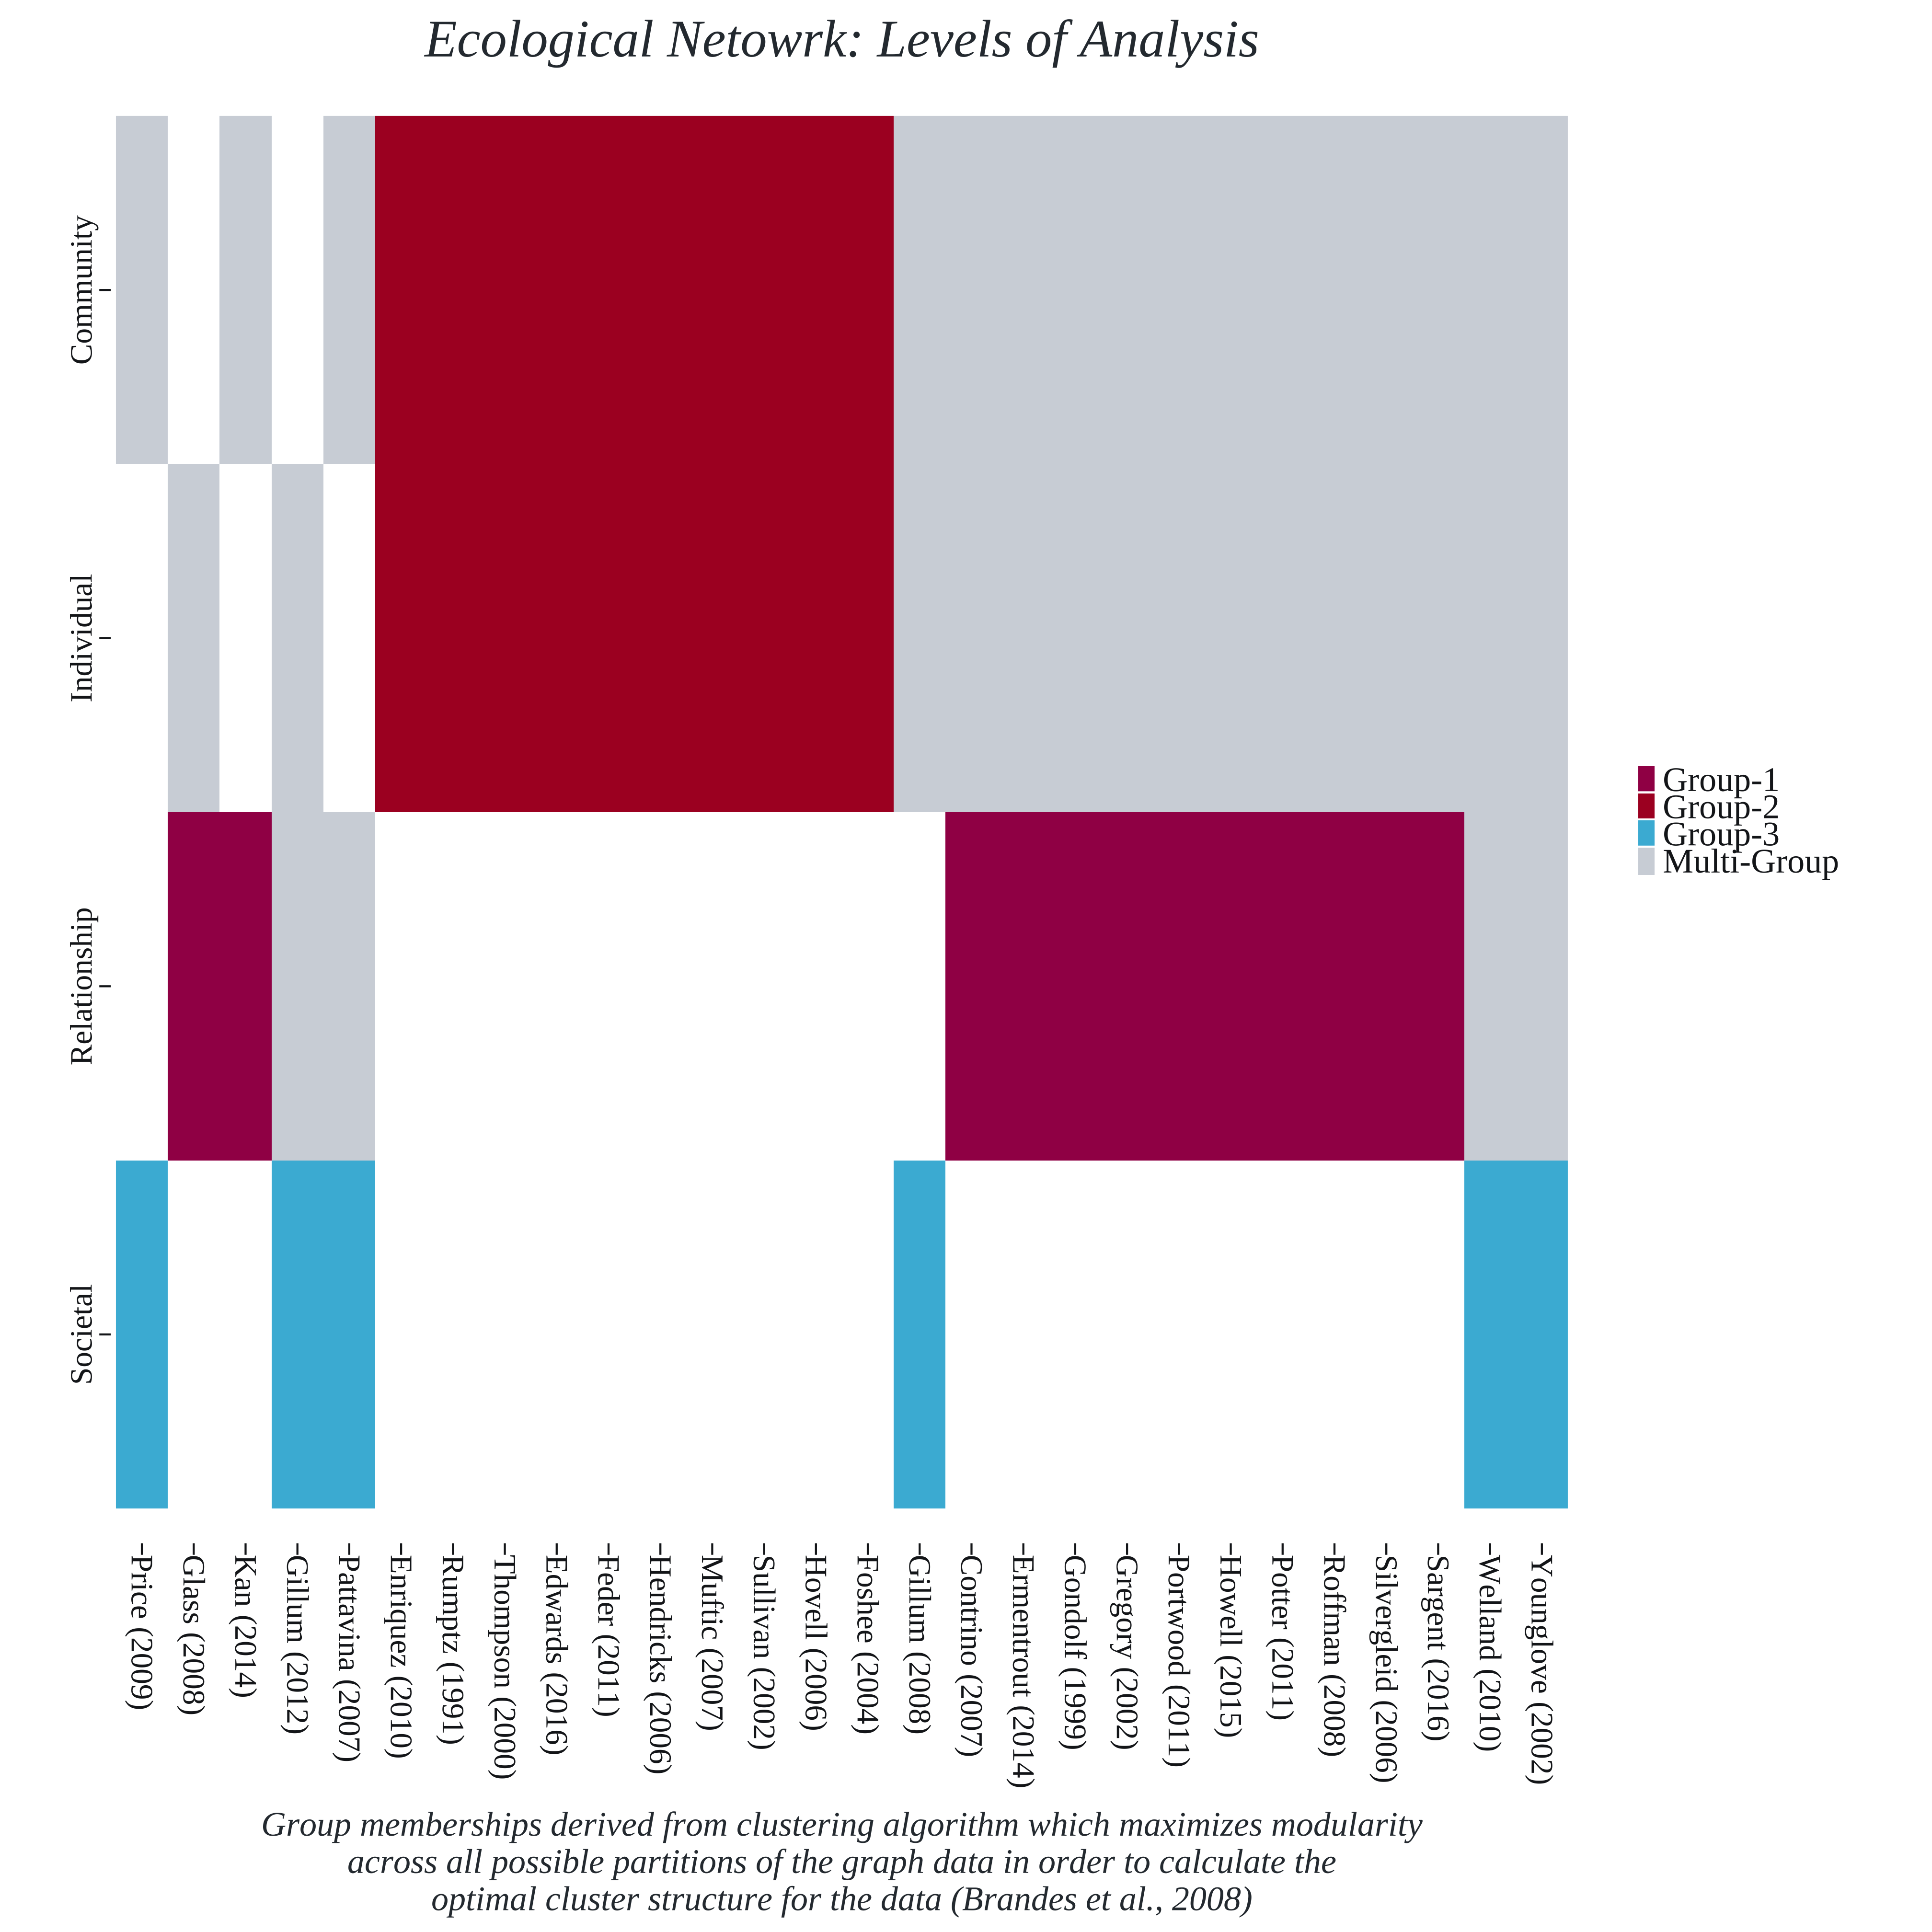 Ecological Netowrk: Levels of Analysis
Community
Individual
Relationship
Societal
Group-1
Group-2
Group-3
Multi-Group
Price (2009)
Glass (2008)
Kan (2014)
Gillum (2012)
Pattavina (2007)
Enriquez (2010)
Rumptz (1991)
Thompson (2000)
Edwards (2016)
Feder (2011)
Hendricks (2006)
Muftic (2007)
Sullivan (2002)
Hovell (2006)
Foshee (2004)
Gillum (2008)
Contrino (2007)
Ermentrout (2014)
Gondolf (1999)
Gregory (2002)
Portwood (2011)
Howell (2015)
Potter (2011)
Roffman (2008)
Silvergleid (2006)
Sargent (2016)
Welland (2010)
Younglove (2002)
Group memberships derived from clustering algorithm which maximizes modularity
across all possible partitions of the graph data in order to calculate the
optimal cluster structure for the data (Brandes et al., 2008)